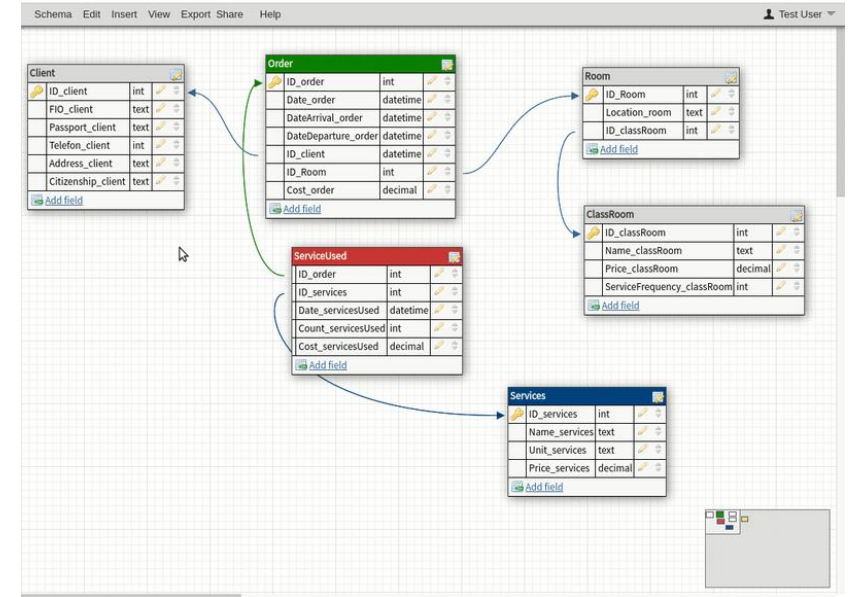 Schema Edit Insert View Export Share Help Test User
Client
ID_client int
FIO_client text
Passport_client text
Telefon_client int
Address_client text
Citizenship_client text
Add field
Order
ID_order int
Date_order datetime
DateArrival_order datetime
DateDeparture_order datetime
ID_client datetime
ID_Room int
Cost_order decimal
Add field
Room
ID_Room int
Location_room text
ID_classRoom int
Add field
ClassRoom
ID_classRoom int
Name_classRoom text
Price_classRoom decimal
ServiceFrequency_classRoom int
Add field
ServiceUsed
ID_order int
ID_services int
Date_servicesUsed datetime
Count_servicesUsed int
Cost_servicesUsed decimal
Add field
Services
ID_services int
Name_services text
Unit_services text
Price_services decimal
Add field